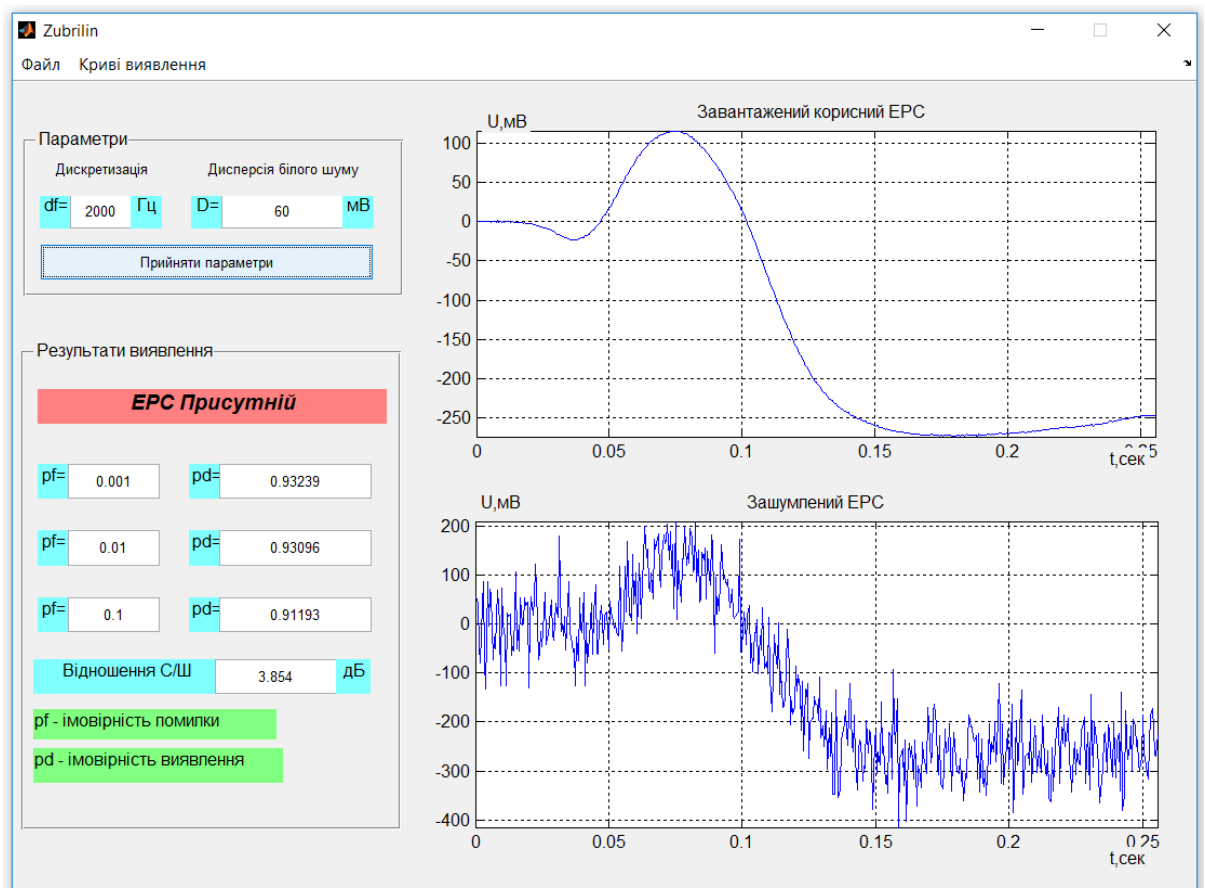 Zubrilin
Файл Криві виявлення
Параметри
Дискретизація Дисперсія білого шуму
df= 2000 Гц D= 60 мВ
Прийняти параметри
Результати виявлення
ЕРС Присутній
pf= 0.001 pd= 0.93239
pf= 0.01 pd= 0.93096
pf= 0.1 pd= 0.91193
Відношення С/Ш 3.854 дБ
pf - імовірність помилки
pd - імовірність виявлення
Завантажений корисний ЕРС
U,мВ
100
50
0
-50
-100
-150
-200
-250
0 0.05 0.1 0.15 0.2 0.25
t,сек
Зашумлений ЕРС
U,мВ
200
100
0
-100
-200
-300
-400
0 0.05 0.1 0.15 0.2 0.25
t,сек